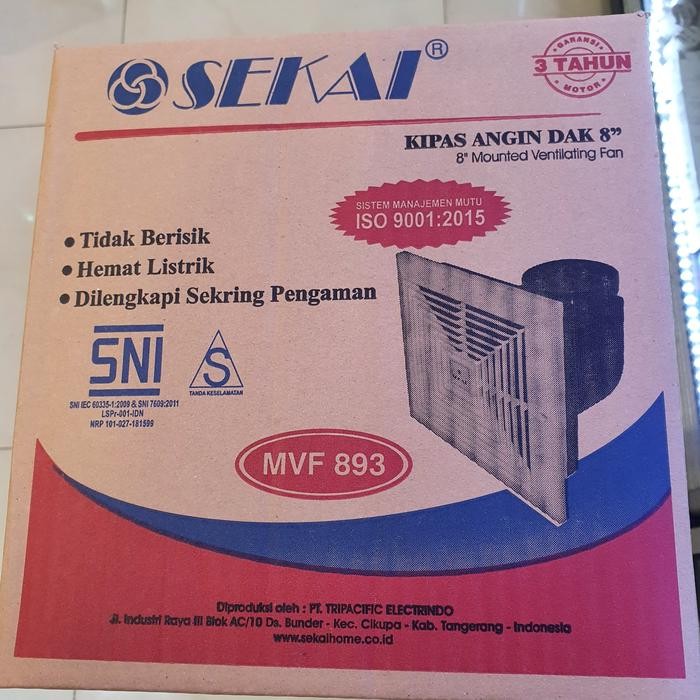 SEKAI®
GARANSI
3 TAHUN
MOTOR
KIPAS ANGIN DAK 8”
8" Mounted Ventilating Fan
SISTEM MANAJEMEN MUTU
ISO 9001:2015
• Tidak Berisik
• Hemat Listrik
• Dilengkapi Sekring Pengaman
SNI
SNI IEC 60335-1:2009 & SNI 7609:2011
LSPr-001-IDN
NRP 101-027-181599
S
TANDA KESELAMATAN
MVF 893
Diproduksi oleh : PT. TRIPACIFIC ELECTRINDO
Jl. Industri Raya III Blok AC/10 Ds. Bunder - Kec. Cikupa - Kab. Tangerang - Indonesia
www.sekaihome.co.id